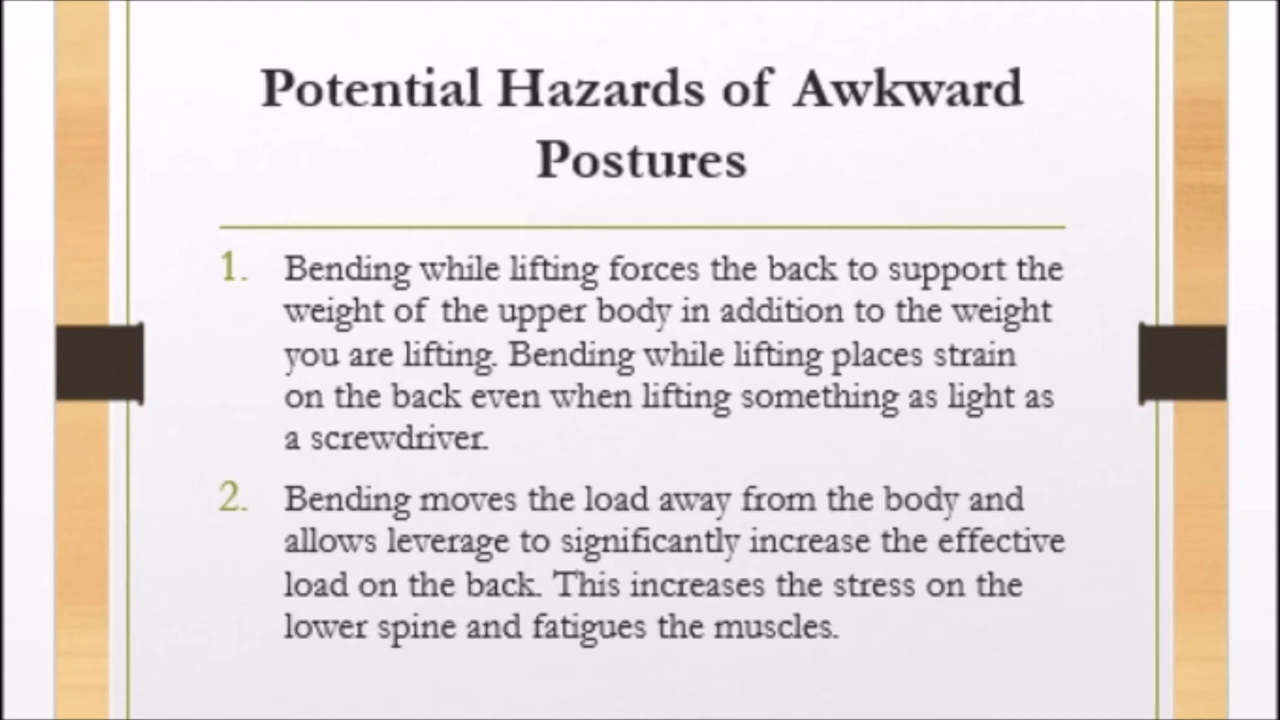 Potential Hazards of Awkward
Postures
1. Bending while lifting forces the back to support the
weight of the upper body in addition to the weight
you are lifting. Bending while lifting places strain
on the back even when lifting something as light as
a screwdriver.
2. Bending moves the load away from the body and
allows leverage to significantly increase the effective
load on the back. This increases the stress on the
lower spine and fatigues the muscles.